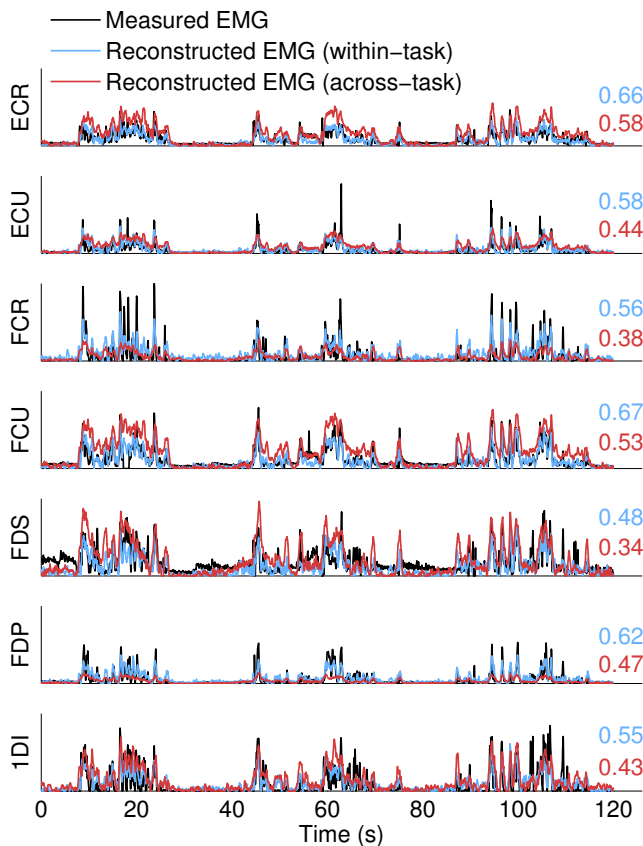 Measured EMG
Reconstructed EMG (within−task)
Reconstructed EMG (across−task)
ECR
0.66
0.58
ECU
0.58
0.44
FCR
0.56
0.38
FCU
0.67
0.53
FDS
0.48
0.34
FDP
0.62
0.47
1DI
0.55
0.43
0 20 40 60 80 100 120
Time (s)